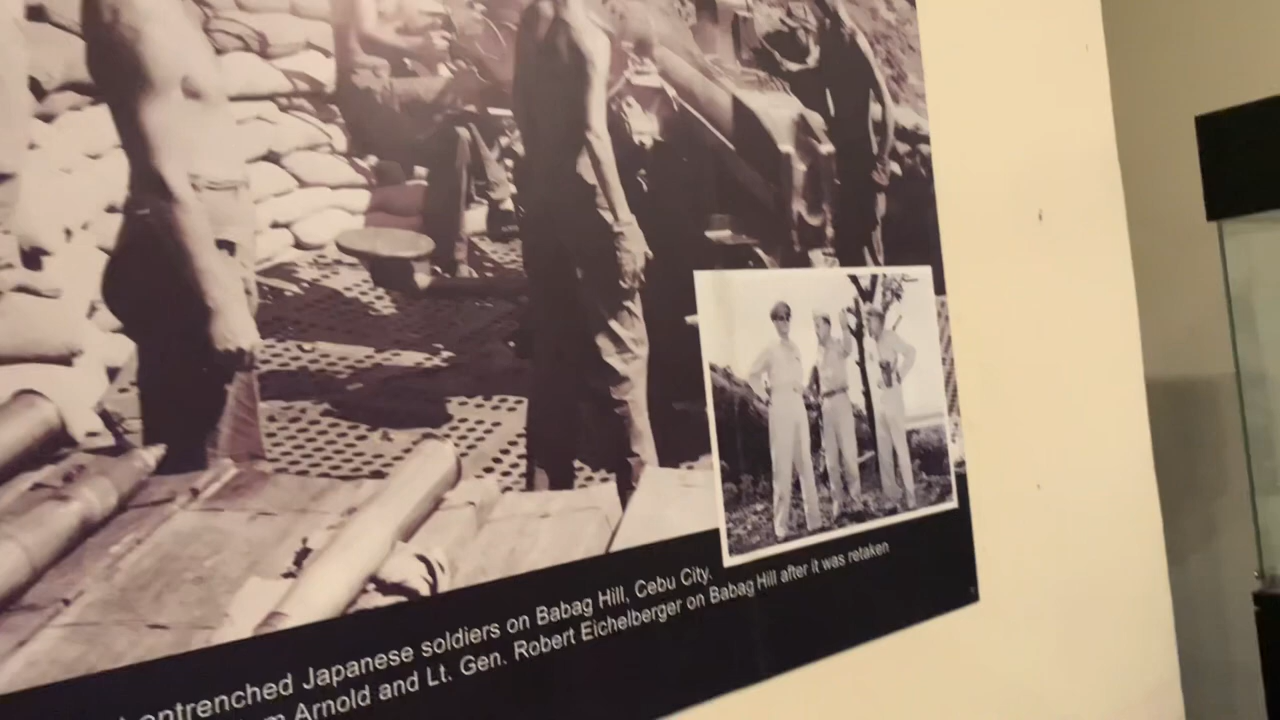 entrenched Japanese soldiers on Babag Hill, Cebu City.
Arnold and Lt. Gen. Robert Eichelberger on Babag Hill after it was retaken